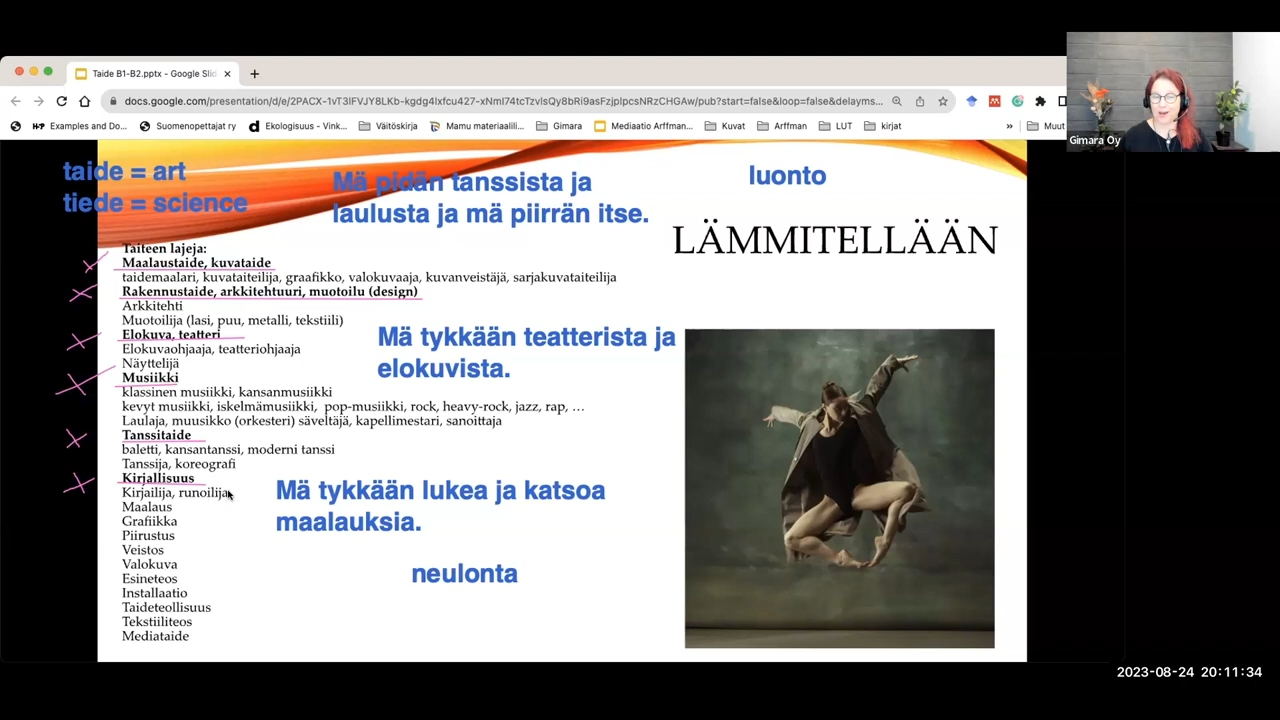 Taide B1-B2.pptx - Google Slid
docs.google.com/presentation/d/e/2PACX-1vT3lFVJY8LKb-kgdg4lxfcu427-xNml74tcTzvlsQy8bRi9asFzjplpcsNRzCHGAw/pub?start=false&loop=false&delayms...
Examples and Do...
Suomenopettajat ry
Ekologisuus - Vink...
Väitöskirja
Mamu materiaalili...
Gimara
Mediaatio Arffman...
Kuvat
Arffman
LUT
kirjat
»
Muut
Gimara Oy
taide = art
tiede = science
Mä pidän tanssista ja
laulusta ja mä piirrän itse.
luonto
LÄMMITELLÄÄN
Taiteen lajeja:
Maalaustaide, kuvataide
taidemaalari, kuvataiteilija, graafikko, valokuvaaja, kuvanveistäjä, sarjakuvataiteilija
Rakennustaide, arkkitehtuuri, muotoilu (design)
Arkkitehti
Muotoilija (lasi, puu, metalli, tekstiili)
Elokuva, teatteri
Elokuvaohjaaja, teatteriohjaaja
Näyttelijä
Musiikki
klassinen musiikki, kansanmusiikki
kevyt musiikki, iskelmämusiikki, pop-musiikki, rock, heavy-rock, jazz, rap, …
Laulaja, muusikko (orkesteri) säveltäjä, kapellimestari, sanoittaja
Tanssitaide
baletti, kansantanssi, moderni tanssi
Tanssija, koreografi
Kirjallisuus
Kirjailija, runoilija
Maalaus
Grafiikka
Piirustus
Veistos
Valokuva
Esineteos
Installaatio
Taideteollisuus
Tekstiiliteos
Mediataide
Mä tykkään teatterista ja
elokuvista.
Mä tykkään lukea ja katsoa
maalauksia.
neulonta
2023-08-24 20:11:34